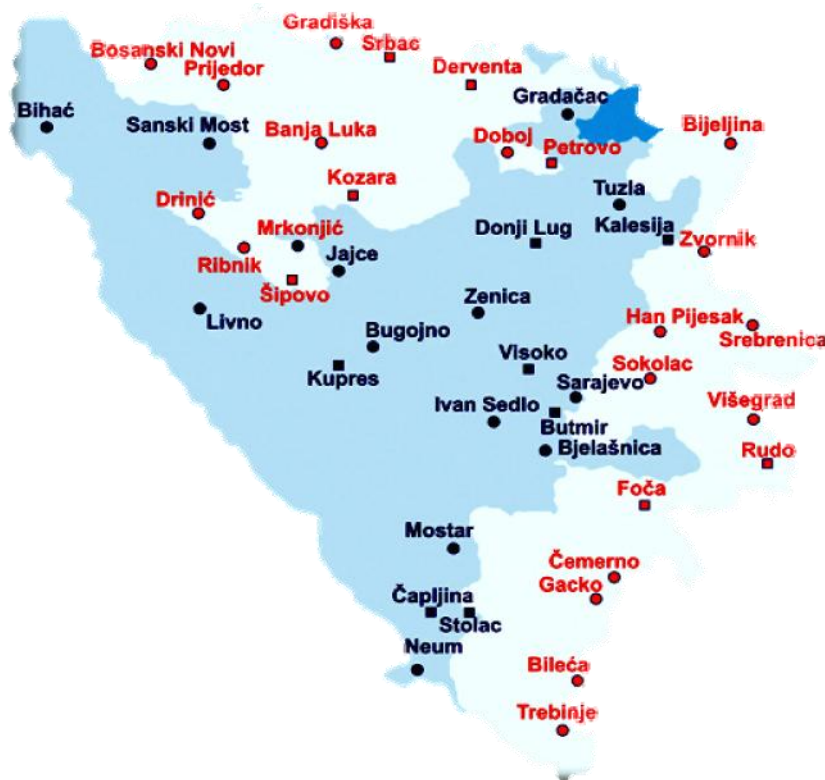 Gradiška
Srbac
Bosanski Novi
Prijedor
Derventa
Bihać
Sanski Most
Banja Luka
Gradačac
Doboj
Petrovo
Bijeljina
Kozara
Drinić
Tuzla
Mrkonjić
Donji Lug
Kalesija
Zvornik
Ribnik
Jajce
Šipovo
Livno
Zenica
Han Pijesak
Srebrenica
Bugojno
Visoko
Sokolac
Kupres
Sarajevo
Ivan Sedlo
Višegrad
Butmir
Bjelašnica
Rudo
Foča
Mostar
Čemerno
Gacko
Čapljina
Stolac
Neum
Bileća
Trebinje